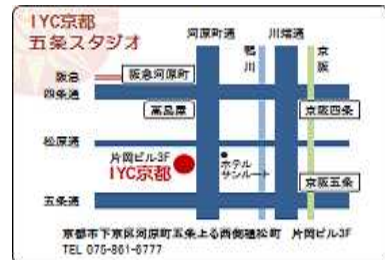 IYC京都
五条スタジオ
河原町通
川端通
鴨川
京阪
阪急
阪急河原町
四条通
高島屋
京阪四条
松原通
片岡ビル3F
IYC京都
ホテル
サンルート
京阪五条
五条通
京都市下京区河原町五条上る西側植松町 片岡ビル3F
TEL 075-861-6777